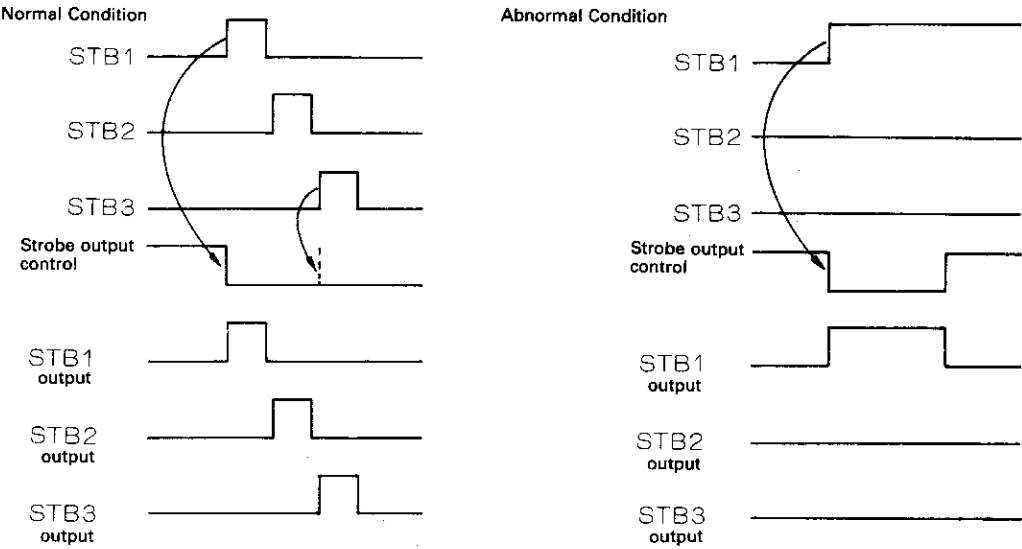 Normal Condition
STB1
STB2
STB3
Strobe output
control
STB1
output
STB2
output
STB3
output
Abnormal Condition
STB1
STB2
STB3
Strobe output
control
STB1
output
STB2
output
STB3
output